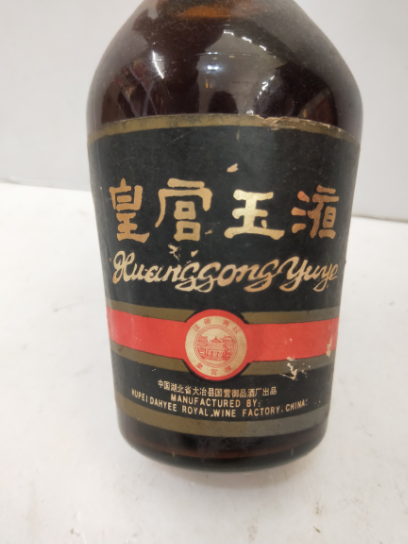 皇宫玉液
Huanggong Yuye
中国湖北省大冶县国营御品酒厂出品
MANUFACTURED BY:
HUPEI DAHYEE ROYAL WINE FACTORY, CHINA: